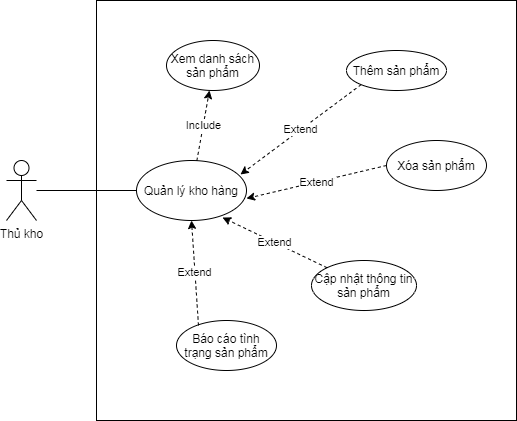 Xem danh sách
sản phẩm
Thêm sản phẩm
Include
Extend
Xóa sản phẩm
Extend
Quản lý kho hàng
Thủ kho
Extend
Cập nhật thông tin
sản phẩm
Extend
Báo cáo tình
trạng sản phẩm